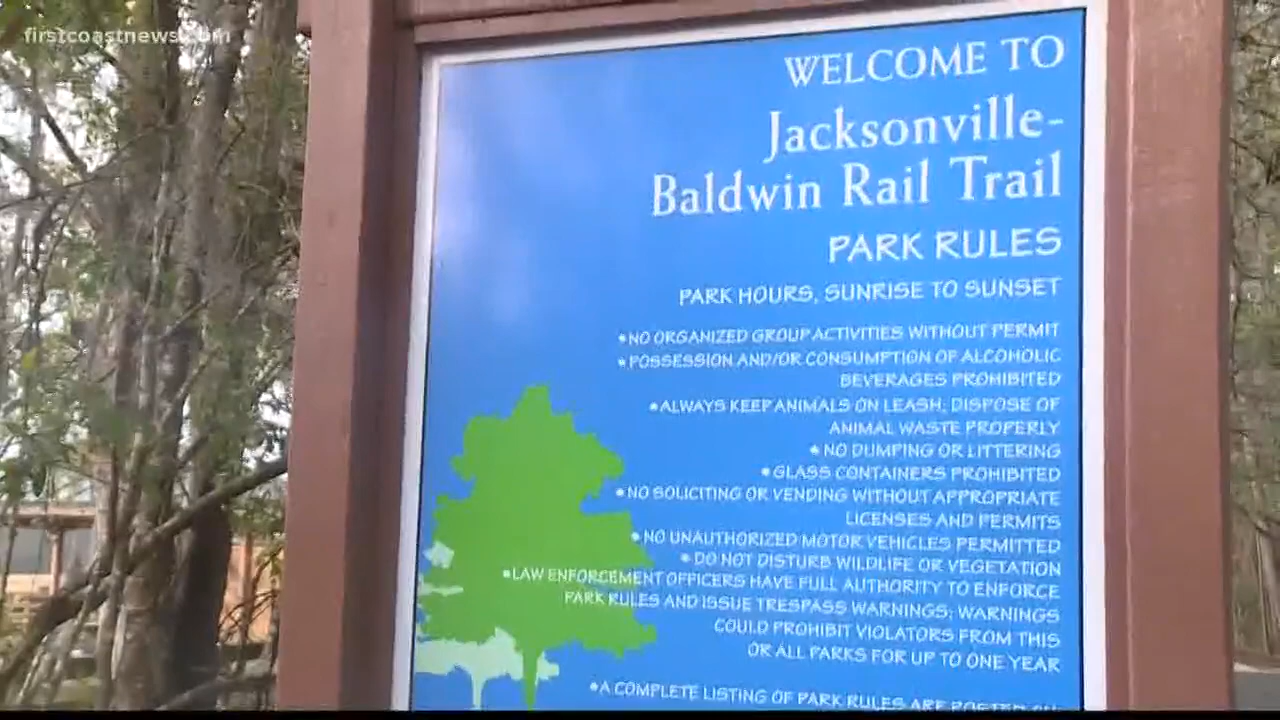 firstcoastnews.com
WELCOME TO
Jacksonville-
Baldwin Rail Trail
PARK RULES
PARK HOURS, SUNRISE TO SUNSET
•NO ORGANIZED GROUP ACTIVITIES WITHOUT PERMIT
•POSSESSION AND/OR CONSUMPTION OF ALCOHOLIC
BEVERAGES PROHIBITED
•ALWAYS KEEP ANIMALS ON LEASH; DISPOSE OF
ANIMAL WASTE PROPERLY
•NO DUMPING OR LITTERING
•GLASS CONTAINERS PROHIBITED
•NO SOLICITING OR VENDING WITHOUT APPROPRIATE
LICENSES AND PERMITS
•NO UNAUTHORIZED MOTOR VEHICLES PERMITTED
•DO NOT DISTURB WILDLIFE OR VEGETATION
•LAW ENFORCEMENT OFFICERS HAVE FULL AUTHORITY TO ENFORCE
PARK RULES AND ISSUE TRESPASS WARNINGS; WARNINGS
COULD PROHIBIT VIOLATORS FROM THIS
OR ALL PARKS FOR UP TO ONE YEAR
•A COMPLETE LISTING OF PARK RULES ARE POSTED ON